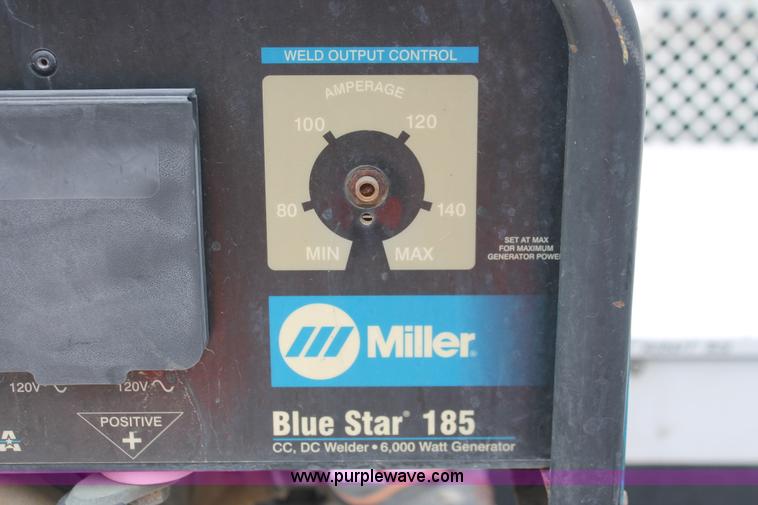 WELD OUTPUT CONTROL
AMPERAGE
100 120
80 140
MIN MAX
SET AT MAX
FOR MAXIMUM
GENERATOR POWER
Miller
120V 120V
POSITIVE
+
A
Blue Star® 185
CC, DC Welder • 6,000 Watt Generator
www.purplewave.com